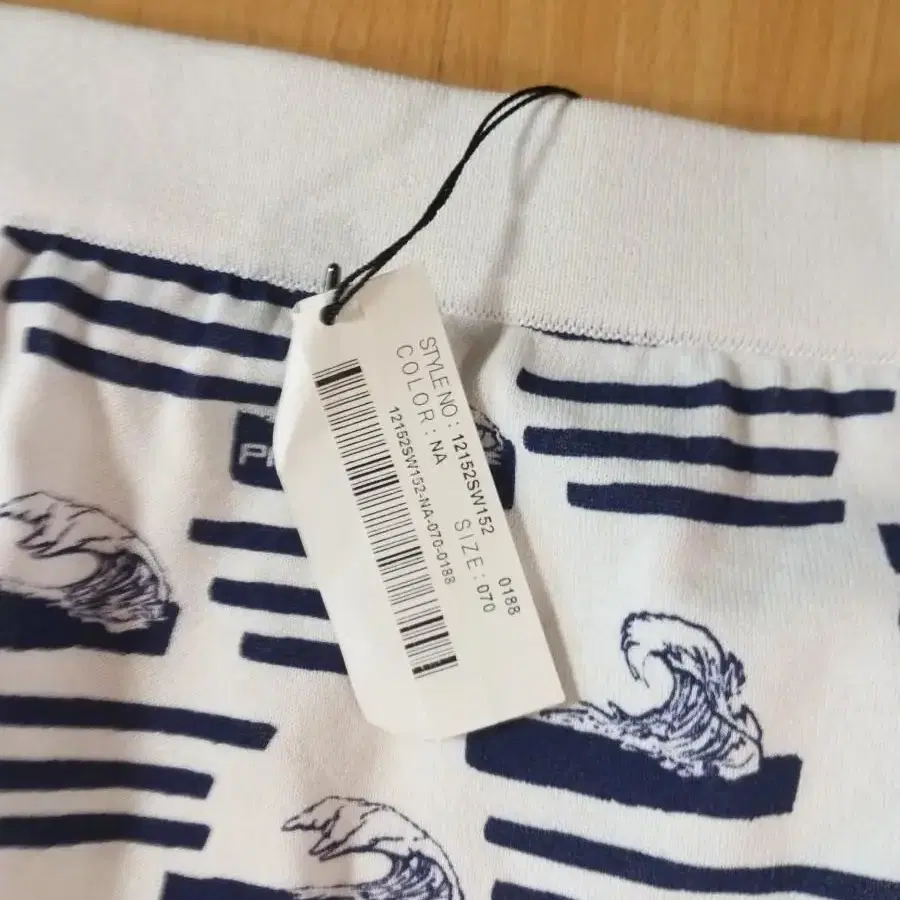 STYLE NO : 12152SW152 0188
COLOR : NA SIZE : 070
12152SW152-NA-070-0188